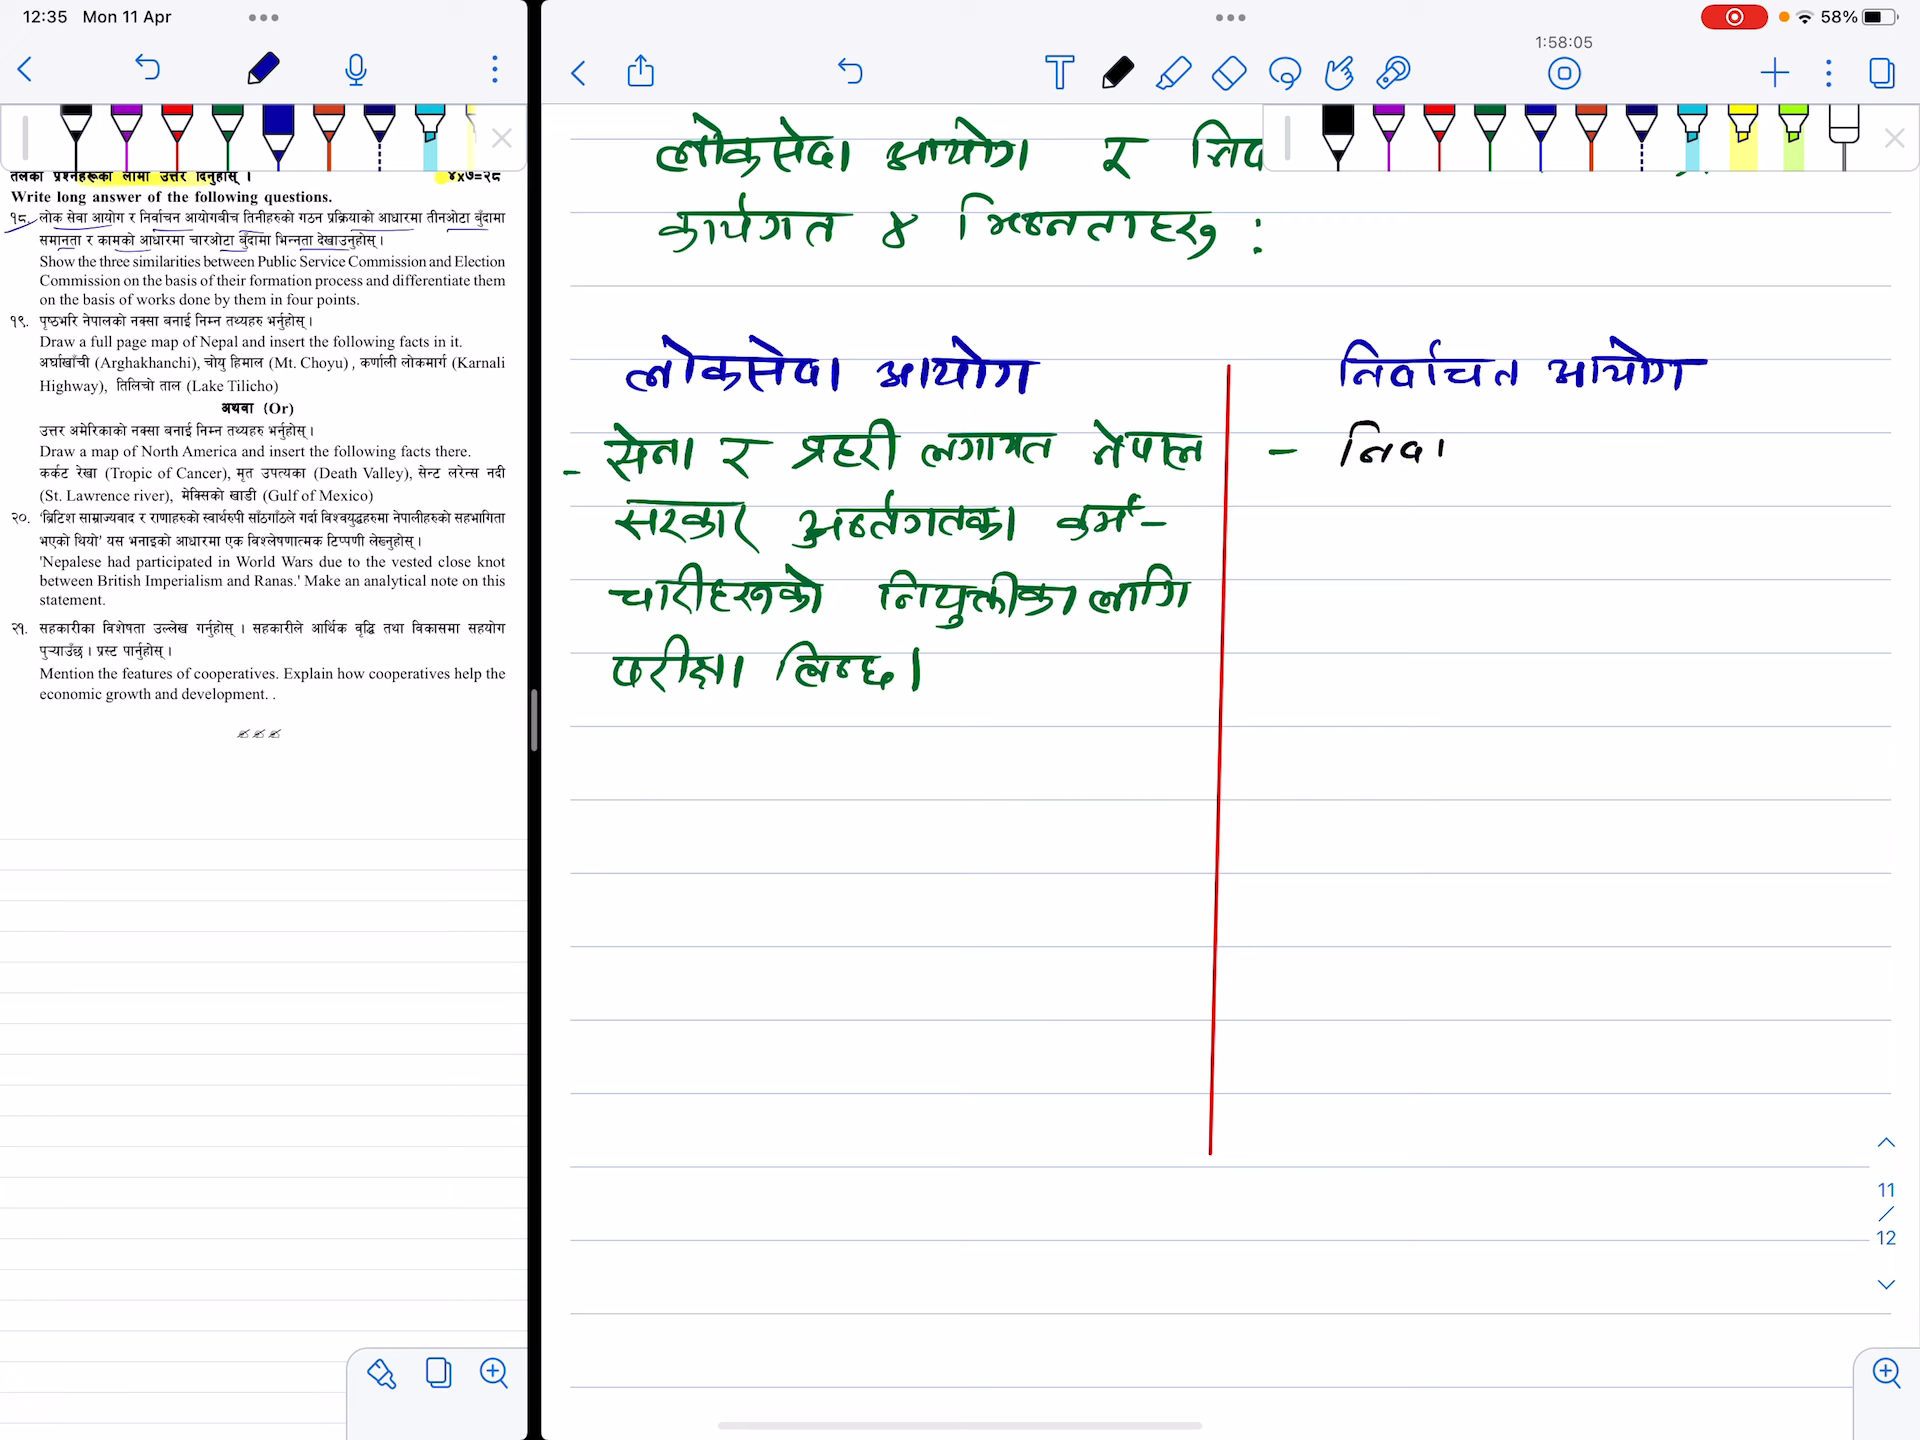 12:35 Mon 11 Apr
तलका प्रश्नहरूका लामा उत्तर दिनुहोस् । ४x७=२८
Write long answer of the following questions.
१८. लोक सेवा आयोग र निर्वाचन आयोगबीच तिनीहरुको गठन प्रक्रियाको आधारमा तीनओटा बुँदामा
समानता र कामको आधारमा चारओटा बुँदामा भिन्नता देखाउनुहोस् ।
Show the three similarities between Public Service Commission and Election
Commission on the basis of their formation process and differentiate them
on the basis of works done by them in four points.
१९. पृष्ठभरि नेपालको नक्सा बनाई निम्न तथ्यहरु भर्नुहोस् ।
Draw a full page map of Nepal and insert the following facts in it.
अर्घाखाँची (Arghakhanchi), चोयु हिमाल (Mt. Choyu) , कर्णाली लोकमार्ग (Karnali
Highway), तिलिचो ताल (Lake Tilicho)
अथवा (Or)
उत्तर अमेरिकाको नक्सा बनाई निम्न तथ्यहरु भर्नुहोस् ।
Draw a map of North America and insert the following facts there.
कर्कट रेखा (Tropic of Cancer), मृत उपत्यका (Death Valley), सेन्ट लरेन्स नदी
(St. Lawrence river), मेक्सिको खाडी (Gulf of Mexico)
२०. 'ब्रिटिश साम्राज्यवाद र राणाहरुको स्वार्थरुपी साँठगाँठले गर्दा विश्वयुद्धहरुमा नेपालीहरुको सहभागिता
भएको थियो' यस भनाइको आधारमा एक विश्लेषणात्मक टिप्पणी लेख्नुहोस् ।
'Nepalese had participated in World Wars due to the vested close knot
between British Imperialism and Ranas.' Make an analytical note on this
statement.
२१. सहकारीका विशेषता उल्लेख गर्नुहोस् । सहकारीले आर्थिक वृद्धि तथा विकासमा सहयोग
पुऱ्याउँछ । प्रस्ट पार्नुहोस् ।
Mention the features of cooperatives. Explain how cooperatives help the
economic growth and development. .
58%
1:58:05
लोकसेवा आयोग र निव
कार्यगत ४ भिन्नताहरु :
लोकसेवा आयोग
- सेना र प्रहरी लगायत नेपाल
सरकार अन्तर्गतका कर्म-
चारीहरुको नियुक्तीका लागि
परीक्षा लिन्छ।
निर्वाचन आयोग
- निवा
11
/
12